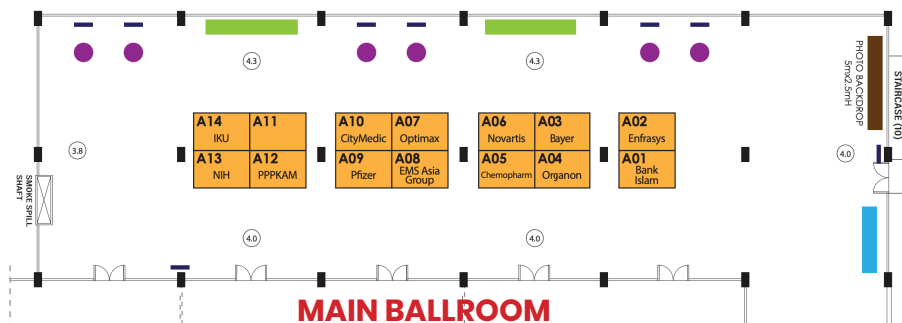 4.3
4.3
PHOTO BACKDROP
5mx2.5mH
STAIRCASE (10)
A14
IKU
A11
A10
CityMedic
A07
Optimax
A06
Novartis
A03
Bayer
A02
Enfrasys
3.8
4.0
A13
NIH
A12
PPPKAM
A09
Pfizer
A08
EMS Asia
Group
A05
Chemopharm
A04
Organon
A01
Bank
Islam
SMOKE SPILL
SHAFT
4.0
4.0
MAIN BALLROOM